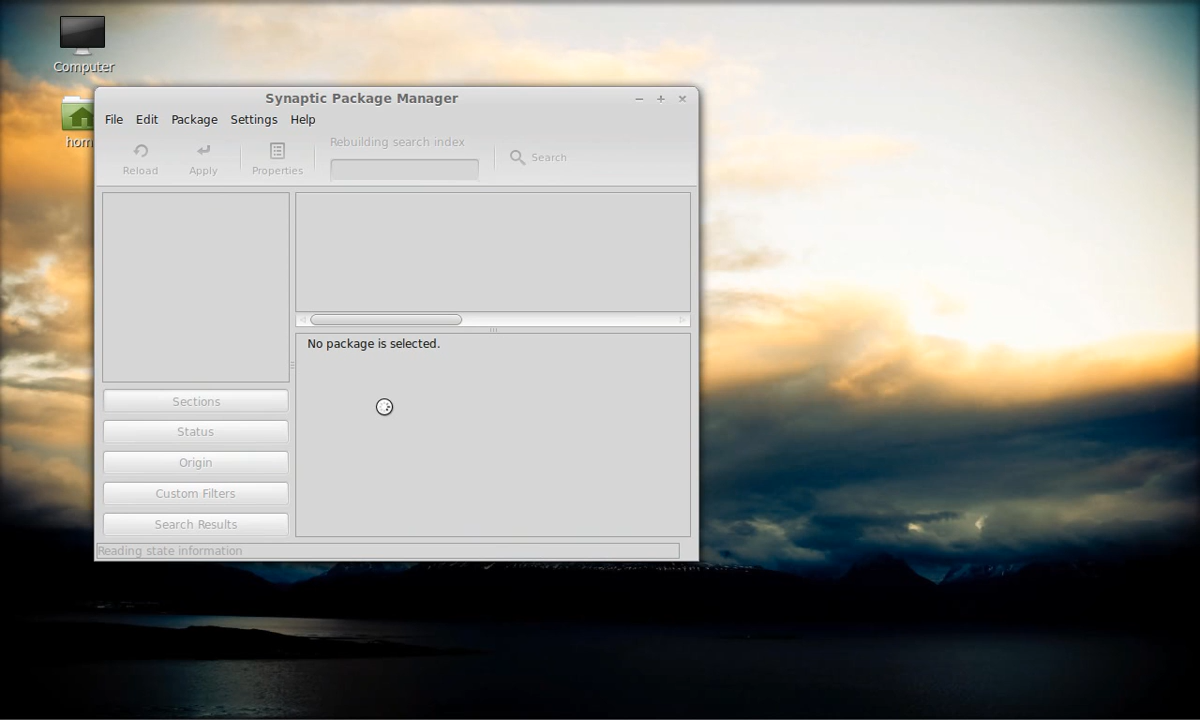 Computer
Synaptic Package Manager
hom
File Edit Package Settings Help
Rebuilding search index
Reload Apply Properties Search
No package is selected.
Sections
Status
Origin
Custom Filters
Search Results
Reading state information